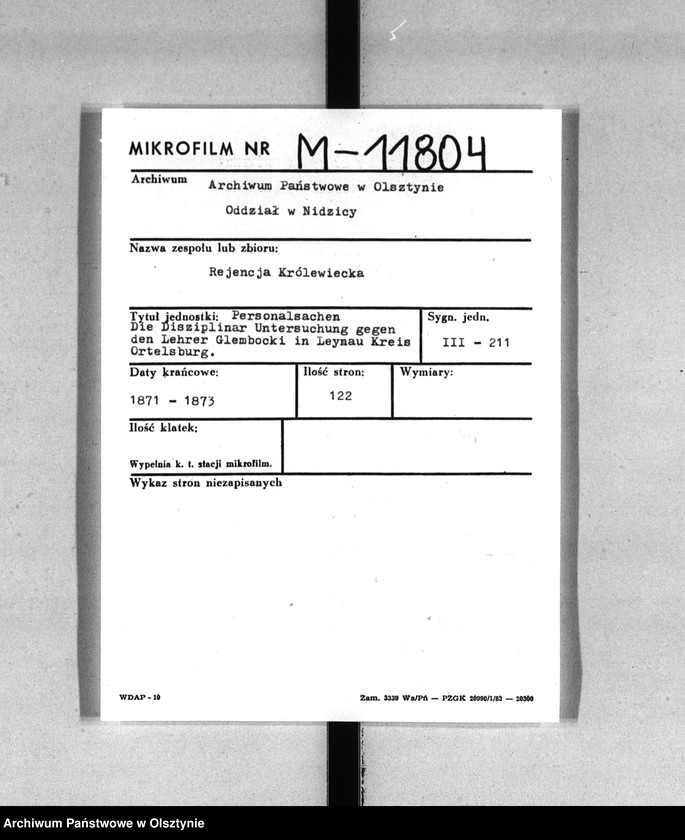 MIKROFILM NR M-11804
Archiwum Archiwum Państwowe w Olsztynie
Oddział w Nidzicy
Nazwa zespołu lub zbioru:
Rejencja Królewiecka
Tytuł jednostki: Personalsachen
Die Disziplinar Untersuchung gegen
den Lehrer Glembocki in Leynau Kreis
Ortelsburg.
Sygn. jedn.
III - 211
Daty krańcowe:
1871 - 1873
Ilość stron:
122
Wymiary:
Ilość klatek:
Wypełnia k. t. stacji mikrofilm.
Wykaz stron niezapisanych
WDAP - 10
Zam. 3339 Wa/Pń — PZGK 20990/1/83 — 20300
Archiwum Państwowe w Olsztynie